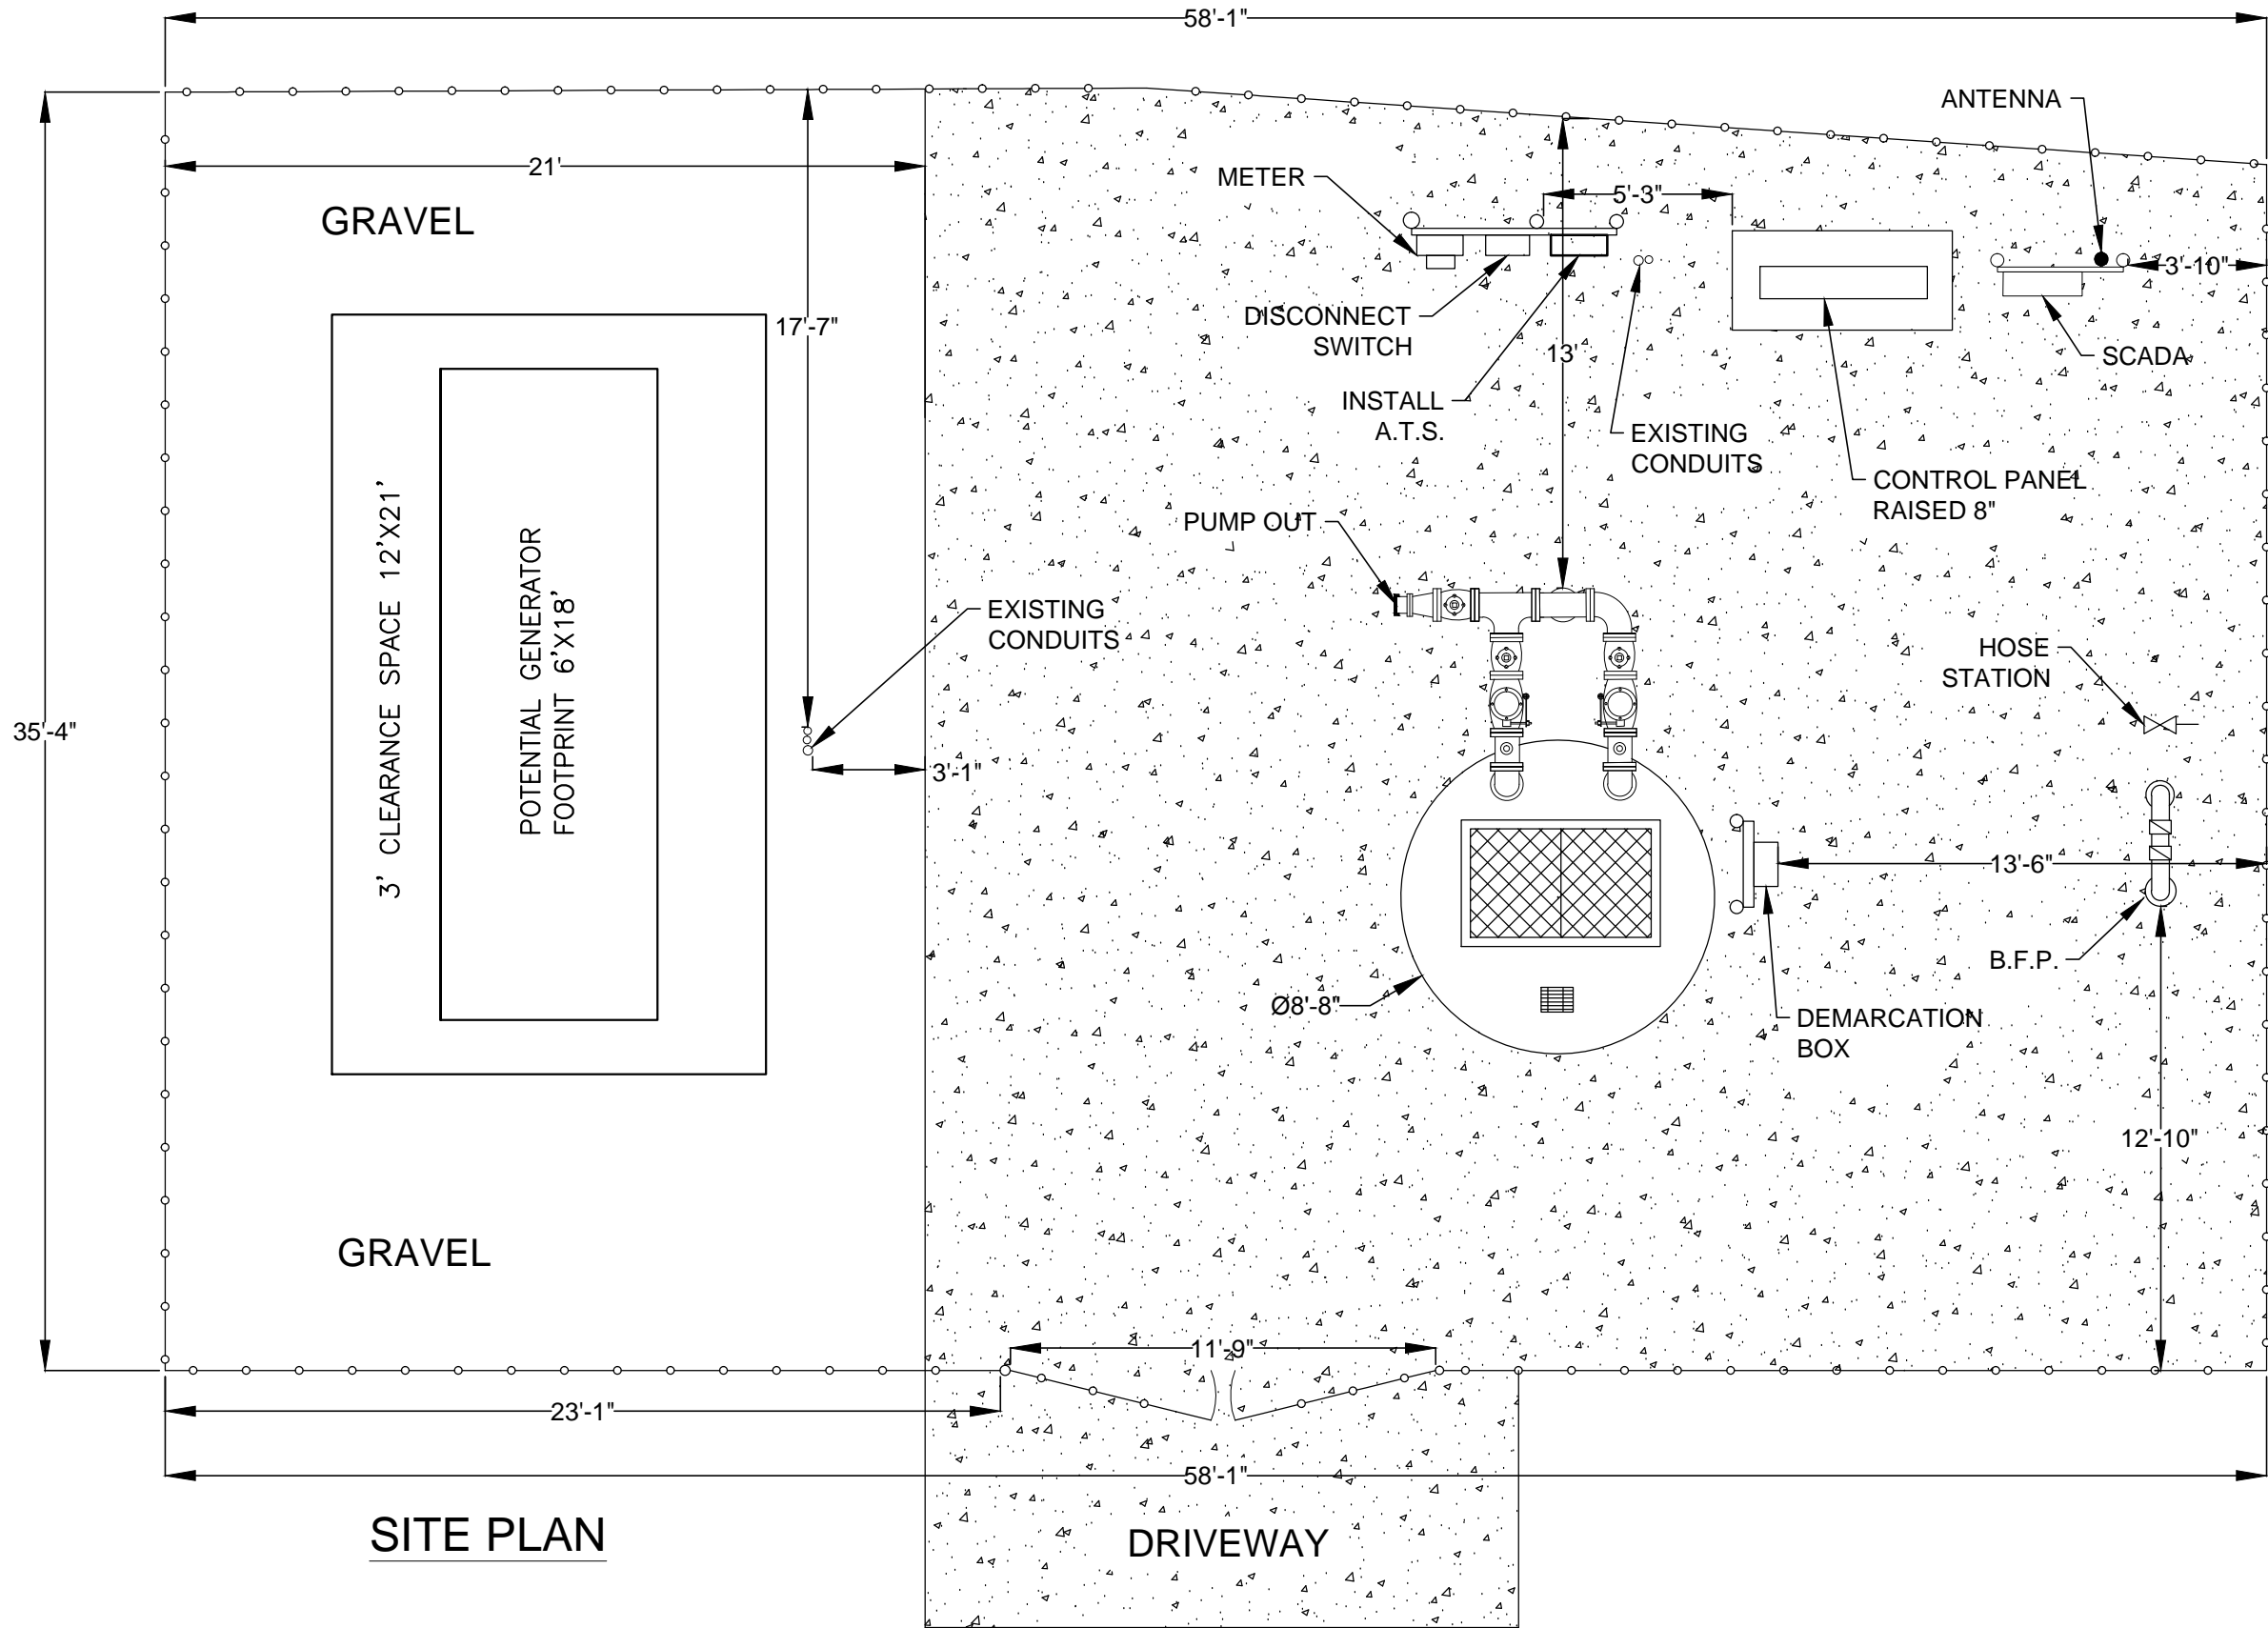 58'-1"
ANTENNA
21'
METER
5'-3"
GRAVEL
3'-10"
17'-7"
DISCONNECT
SWITCH
13'
SCADA
INSTALL
A.T.S.
EXISTING
CONDUITS
CONTROL PANEL
RAISED 8"
PUMP OUT
3' CLEARANCE SPACE 12'X21'
POTENTIAL GENERATOR
FOOTPRINT 6'X18'
EXISTING
CONDUITS
HOSE
STATION
35'-4"
3'-1"
13'-6"
B.F.P.
Ø8'-8"
DEMARCATION
BOX
12'-10"
GRAVEL
11'-9"
23'-1"
58'-1"
SITE PLAN
DRIVEWAY